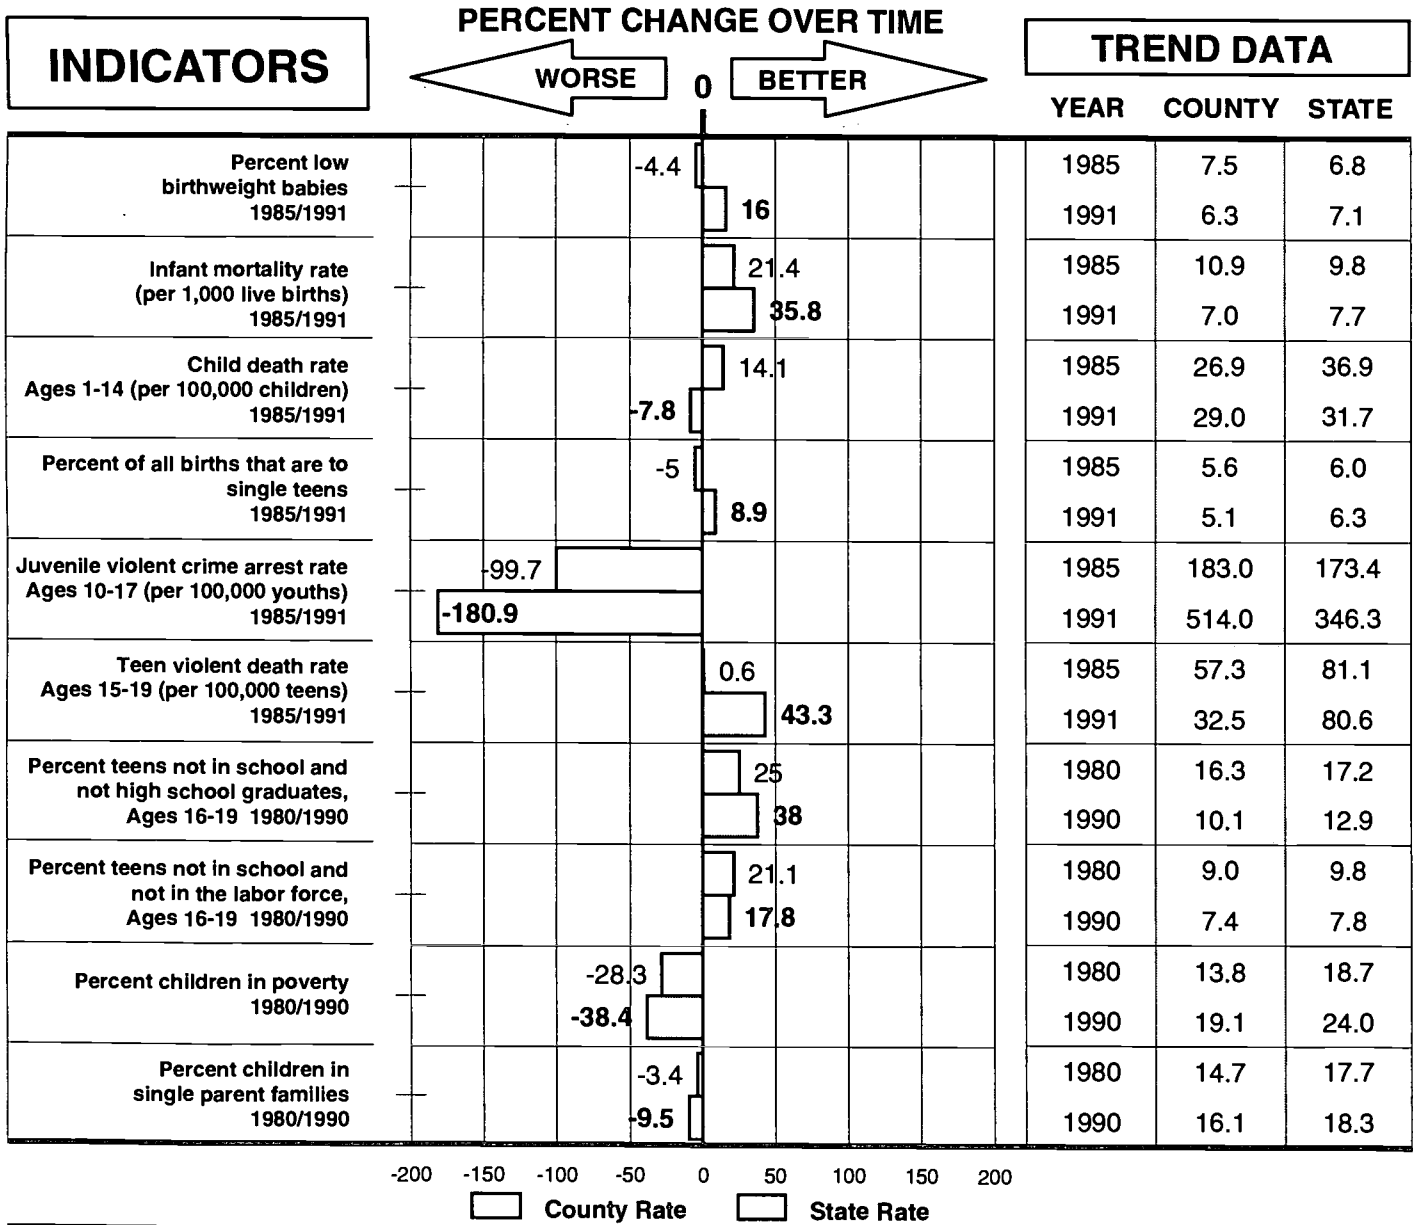 PERCENT CHANGE OVER TIME
INDICATORS
WORSE 0 BETTER
TREND DATA
YEAR COUNTY STATE
Percent low
birthweight babies
1985/1991
-4.4
16
1985 7.5 6.8
1991 6.3 7.1
Infant mortality rate
(per 1,000 live births)
1985/1991
21.4
35.8
1985 10.9 9.8
1991 7.0 7.7
Child death rate
Ages 1-14 (per 100,000 children)
1985/1991
14.1
-7.8
1985 26.9 36.9
1991 29.0 31.7
Percent of all births that are to
single teens
1985/1991
-5
8.9
1985 5.6 6.0
1991 5.1 6.3
Juvenile violent crime arrest rate
Ages 10-17 (per 100,000 youths)
1985/1991
-99.7
-180.9
1985 183.0 173.4
1991 514.0 346.3
Teen violent death rate
Ages 15-19 (per 100,000 teens)
1985/1991
0.6
43.3
1985 57.3 81.1
1991 32.5 80.6
Percent teens not in school and
not high school graduates,
Ages 16-19 1980/1990
25
38
1980 16.3 17.2
1990 10.1 12.9
Percent teens not in school and
not in the labor force,
Ages 16-19 1980/1990
21.1
17.8
1980 9.0 9.8
1990 7.4 7.8
Percent children in poverty
1980/1990
-28.3
-38.4
1980 13.8 18.7
1990 19.1 24.0
Percent children in
single parent families
1980/1990
-3.4
-9.5
1980 14.7 17.7
1990 16.1 18.3
-200 -150 -100 -50 0 50 100 150 200
County Rate State Rate